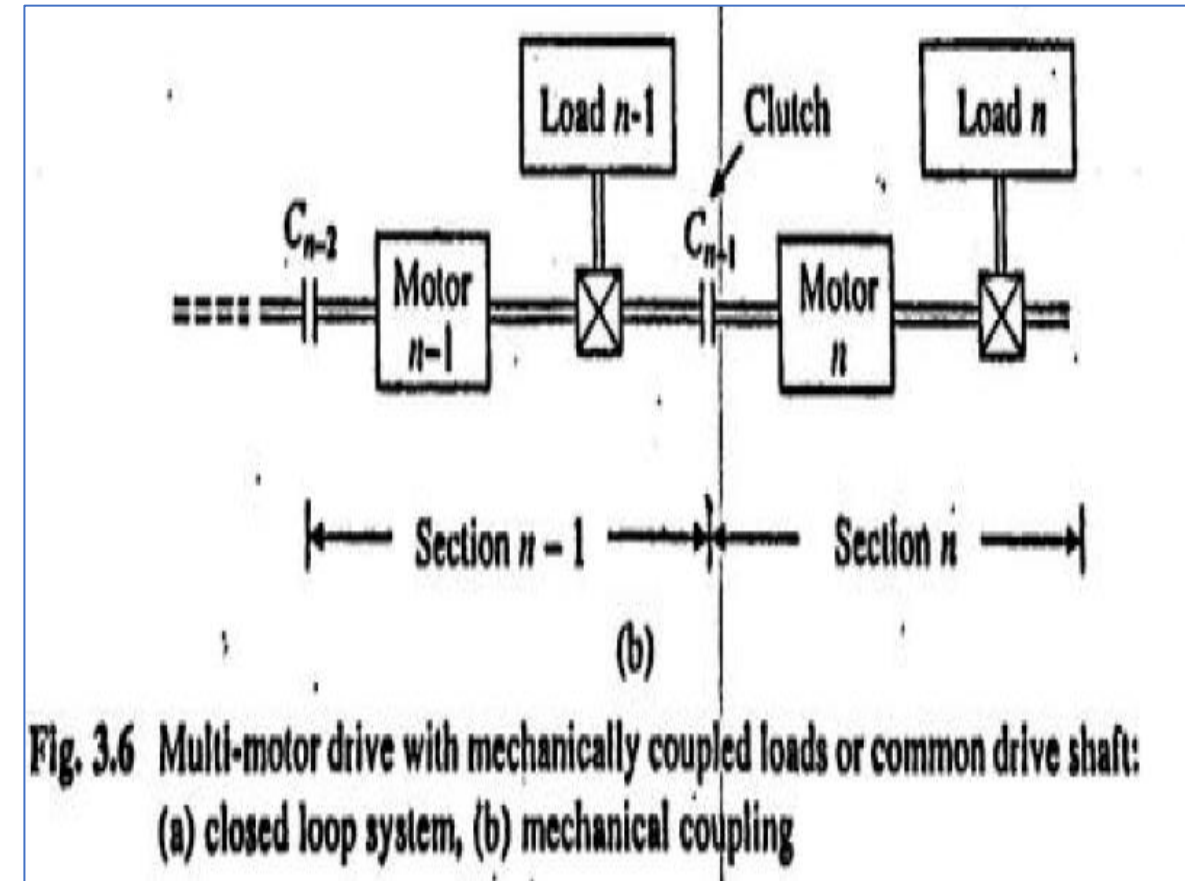 Load n-1
Clutch
Load n
Cn-2
Cn-1
Motor
n-1
Motor
n
Section n – 1
Section n
(b)
Fig. 3.6 Multi-motor drive with mechanically coupled loads or common drive shaft:
(a) closed loop system, (b) mechanical coupling